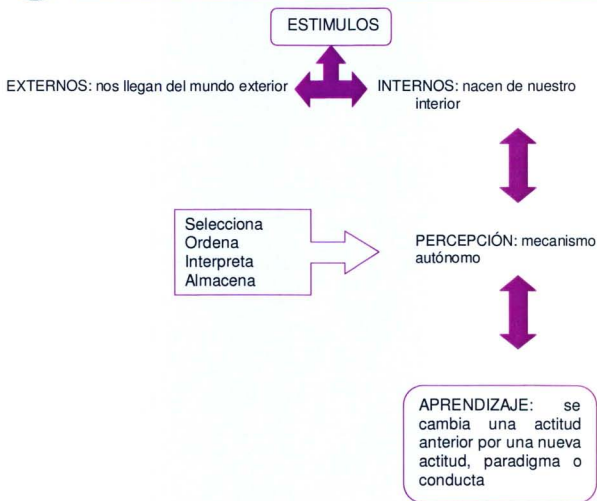 ESTIMULOS
EXTERNOS: nos llegan del mundo exterior
INTERNOS: nacen de nuestro
interior
Selecciona
Ordena
Interpreta
Almacena
PERCEPCIÓN: mecanismo
autónomo
APRENDIZAJE: se
cambia una actitud
anterior por una nueva
actitud, paradigma o
conducta